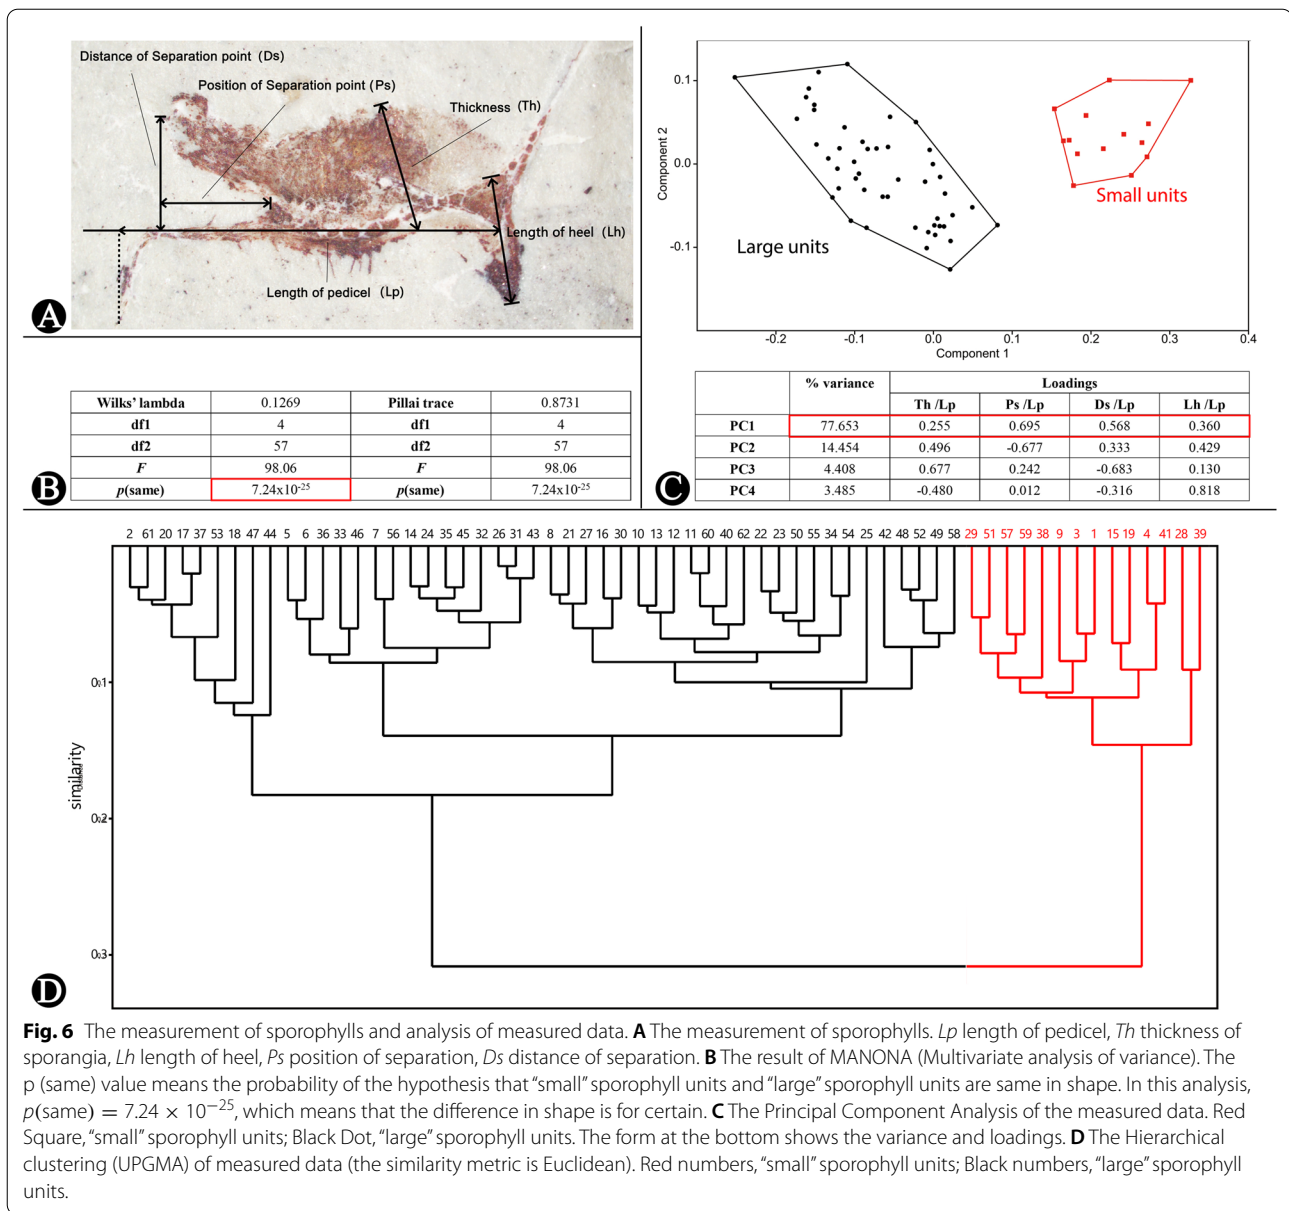 Distance of Separation point (Ds)
Position of Separation point (Ps)
Thickness (Th)
Length of heel (Lh)
Length of pedicel (Lp)
A
Wilks' lambda 0.1269 Pillai trace 0.8731
df1 4 df1 4
df2 57 df2 57
F 98.06 F 98.06
p(same) 7.24x10-25 p(same) 7.24x10-25
B
Component 2
0.1
0.0
-0.1
Large units
Small units
-0.2 -0.1 0.0 0.1 0.2 0.3 0.4
Component 1
% variance Loadings
Th /Lp Ps /Lp Ds /Lp Lh /Lp
PC1 77.653 0.255 0.695 0.568 0.360
PC2 14.454 0.496 -0.677 0.333 0.429
PC3 4.408 0.677 0.242 -0.683 0.130
PC4 3.485 -0.480 0.012 -0.316 0.818
C
2 61 20 17 37 53 18 47 44 5 6 36 33 46 7 56 14 24 35 45 32 26 31 43 8 21 27 16 30 10 13 12 11 60 40 62 22 23 50 55 34 54 25 42 48 52 49 58 29 51 57 59 38 9 3 1 15 19 4 41 28 39
0.1
similarity
0.2
0.3
D
Fig. 6 The measurement of sporophylls and analysis of measured data. A The measurement of sporophylls. Lp length of pedicel, Th thickness of
sporangia, Lh length of heel, Ps position of separation, Ds distance of separation. B The result of MANONA (Multivariate analysis of variance). The
p (same) value means the probability of the hypothesis that "small" sporophyll units and "large" sporophyll units are same in shape. In this analysis,
p(same) = 7.24 × 10−25, which means that the difference in shape is for certain. C The Principal Component Analysis of the measured data. Red
Square, "small" sporophyll units; Black Dot, "large" sporophyll units. The form at the bottom shows the variance and loadings. D The Hierarchical
clustering (UPGMA) of measured data (the similarity metric is Euclidean). Red numbers, "small" sporophyll units; Black numbers, "large" sporophyll
units.